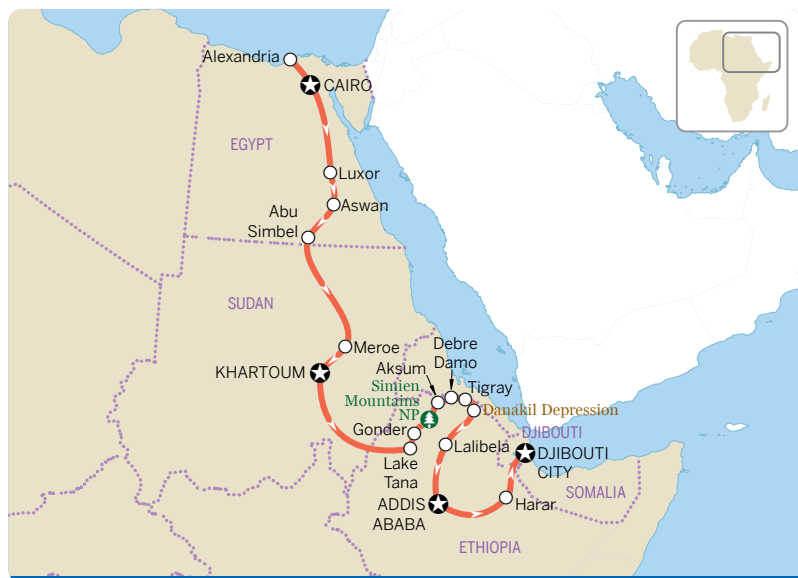 Alexandria
CAIRO
EGYPT
Luxor
Aswan
Abu
Simbel
SUDAN
Meroe
KHARTOUM
Debre
Damo
Aksum
Tigray
Simien
Mountains
NP
Danakil Depression
Gonder
DJIBOUTI
Lalibela
DJIBOUTI
CITY
Lake
Tana
SOMALIA
ADDIS
ABABA
Harar
ETHIOPIA